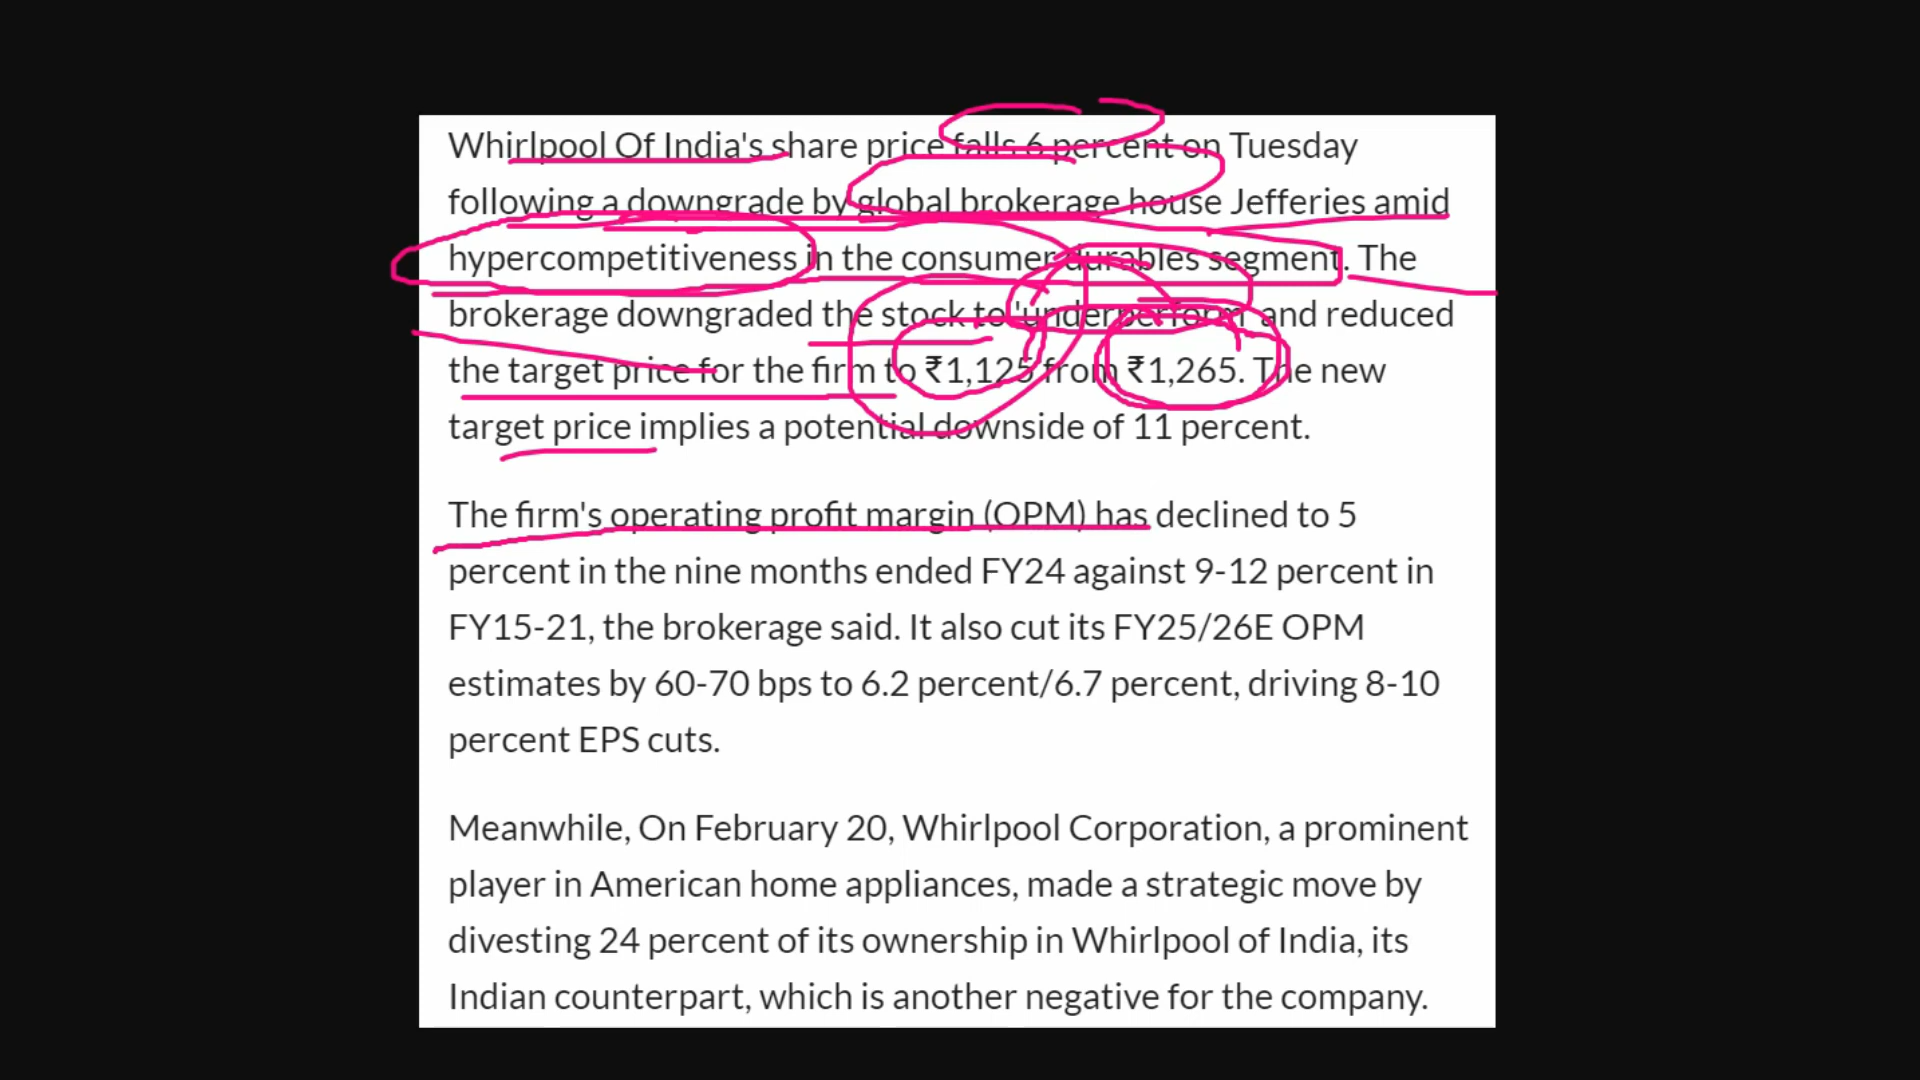 Whirlpool Of India's share price falls 6 percent on Tuesday
following a downgrade by global brokerage house Jefferies amid
hypercompetitiveness in the consumer durables segment. The
brokerage downgraded the stock to 'underperform' and reduced
the target price for the firm to ₹1,125 from ₹1,265. The new
target price implies a potential downside of 11 percent.
The firm's operating profit margin (OPM) has declined to 5
percent in the nine months ended FY24 against 9-12 percent in
FY15-21, the brokerage said. It also cut its FY25/26E OPM
estimates by 60-70 bps to 6.2 percent/6.7 percent, driving 8-10
percent EPS cuts.
Meanwhile, On February 20, Whirlpool Corporation, a prominent
player in American home appliances, made a strategic move by
divesting 24 percent of its ownership in Whirlpool of India, its
Indian counterpart, which is another negative for the company.